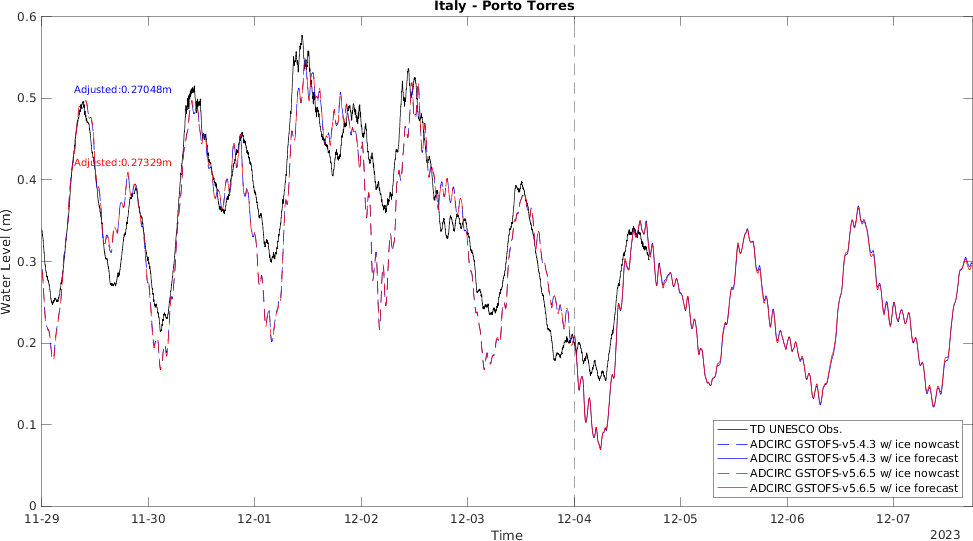 Italy - Porto Torres
Water Level (m)
0.6
0.5
0.4
0.3
0.2
0.1
0
Adjusted:0.27048m
Adjusted:0.27329m
TD UNESCO Obs.
ADCIRC GSTOFS-v5.4.3 w/ ice nowcast
ADCIRC GSTOFS-v5.4.3 w/ ice forecast
ADCIRC GSTOFS-v5.6.5 w/ ice nowcast
ADCIRC GSTOFS-v5.6.5 w/ ice forecast
11-29 11-30 12-01 12-02 12-03 12-04 12-05 12-06 12-07
Time
2023